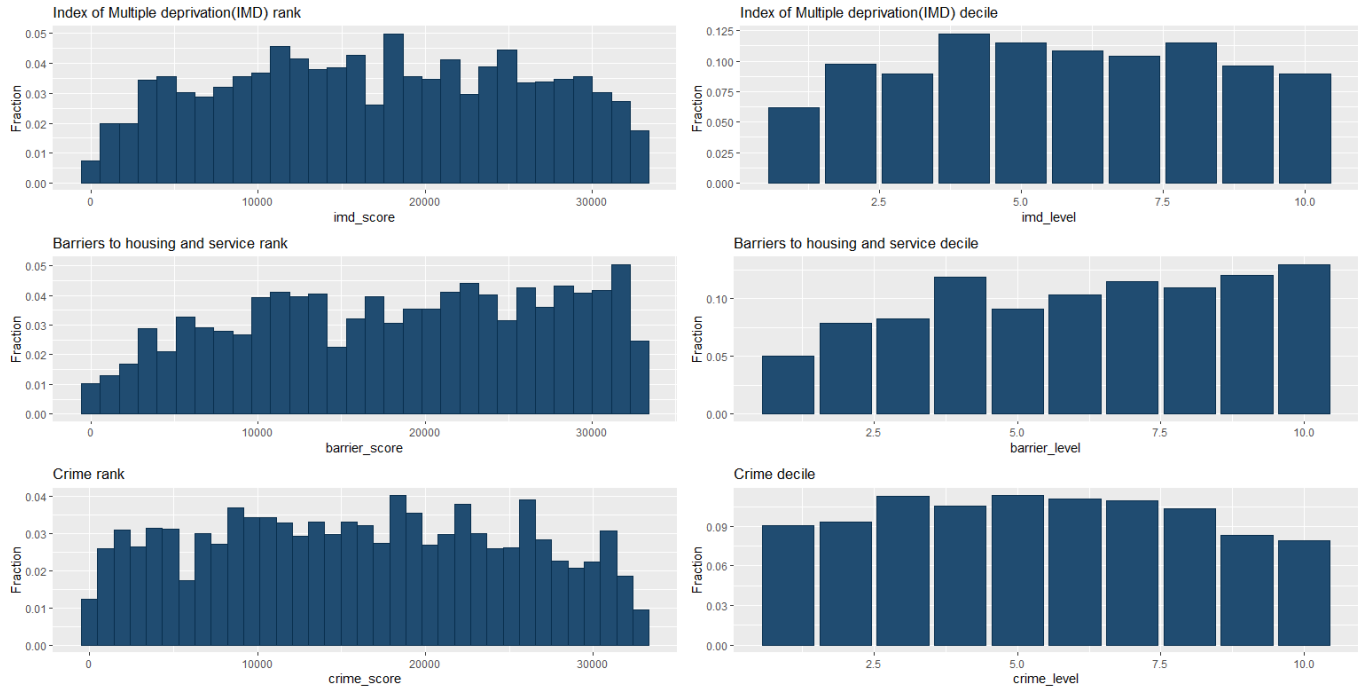 Index of Multiple deprivation(IMD) rank
0.05
0.04
0.03
0.02
0.01
0.00
Fraction
0 10000 20000 30000
imd_score
Index of Multiple deprivation(IMD) decile
0.125
0.100
0.075
0.050
0.025
0.000
Fraction
2.5 5.0 7.5 10.0
imd_level
Barriers to housing and service rank
0.05
0.04
0.03
0.02
0.01
0.00
Fraction
0 10000 20000 30000
barrier_score
Barriers to housing and service decile
0.10
0.05
0.00
Fraction
2.5 5.0 7.5 10.0
barrier_level
Crime rank
0.04
0.03
0.02
0.01
0.00
Fraction
0 10000 20000 30000
crime_score
Crime decile
0.09
0.06
0.03
0.00
Fraction
2.5 5.0 7.5 10.0
crime_level